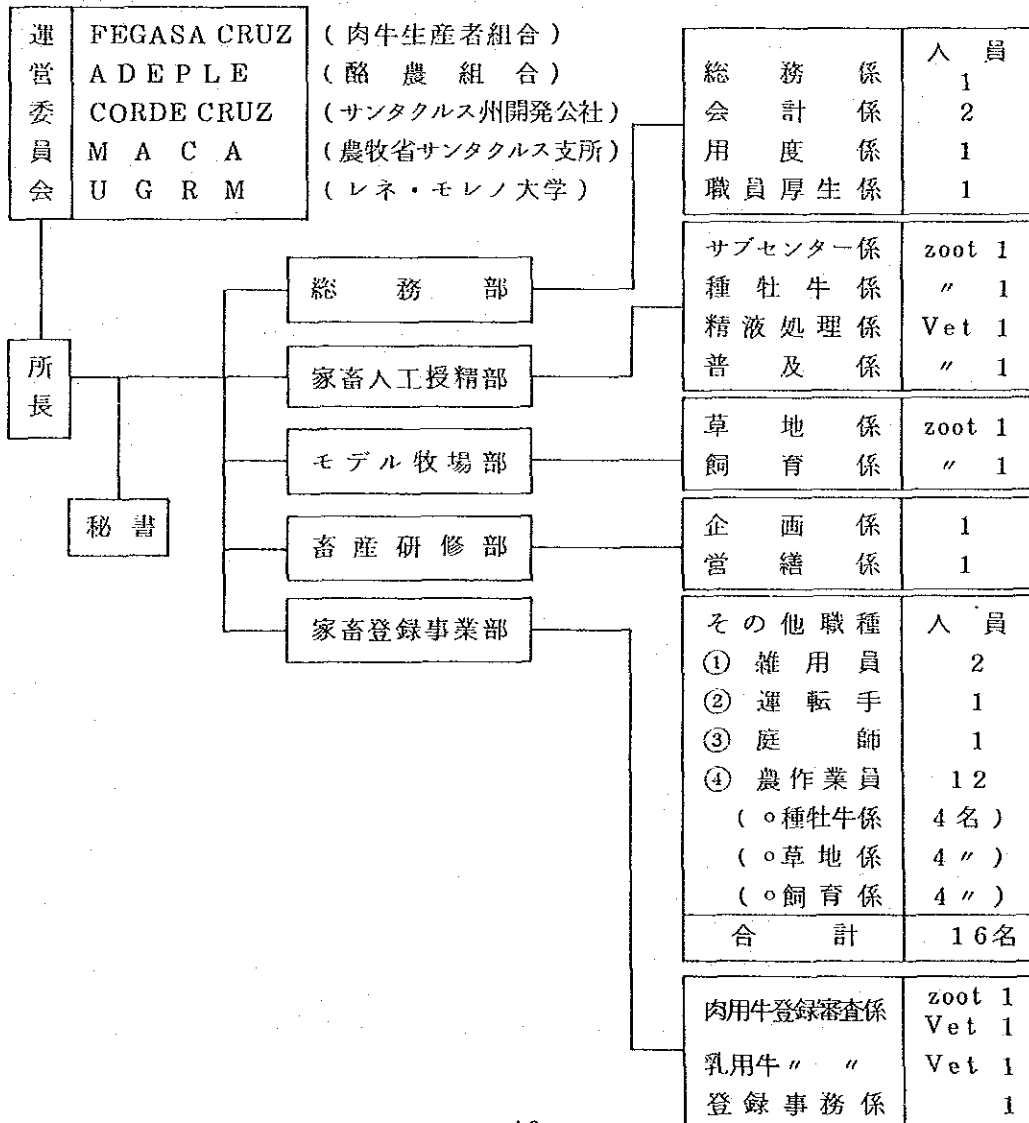 運営委員会
FEGASA CRUZ (肉牛生産者組合)
ADEPLE (酪農組合)
CORDE CRUZ (サンタクルス州開発公社)
MACA (農牧省サンタクルス支所)
UGRM (レネ・モレノ大学)
所長
秘書
総務部
家畜人工授精部
モデル牧場部
畜産研修部
家畜登録事業部
人員
総務係 1
会計係 2
用度係 1
職員厚生係 1
サブセンター係 zoot 1
種牡牛係 〃 1
精液処理係 Vet 1
普及係 〃 1
草地係 zoot 1
飼育係 〃 1
企画係 1
営繕係 1
その他職種 人員
① 雑用員 2
② 運転手 1
③ 庭師 1
④ 農作業員 12
(○種牡牛係 4名)
(○草地係 4〃)
(○飼育係 4〃)
合計 16名
肉用牛登録審査係 zoot 1
Vet 1
乳用牛〃 〃 Vet 1
登録事務係 1